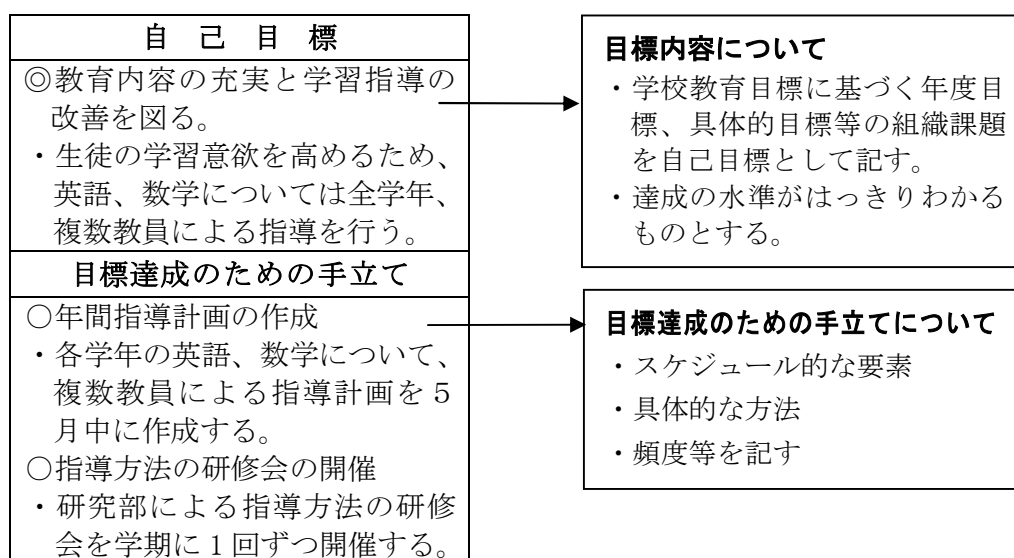 自己目標
◎教育内容の充実と学習指導の
改善を図る。
・生徒の学習意欲を高めるため、
英語、数学については全学年、
複数教員による指導を行う。
目標達成のための手立て
○年間指導計画の作成
・各学年の英語、数学について、
複数教員による指導計画を5
月中に作成する。
○指導方法の研修会の開催
・研究部による指導方法の研修
会を学期に1回ずつ開催する。
目標内容について
・学校教育目標に基づく年度目
標、具体的目標等の組織課題
を自己目標として記す。
・達成の水準がはっきりわかる
ものとする。
目標達成のための手立てについて
・スケジュール的な要素
・具体的な方法
・頻度等を記す